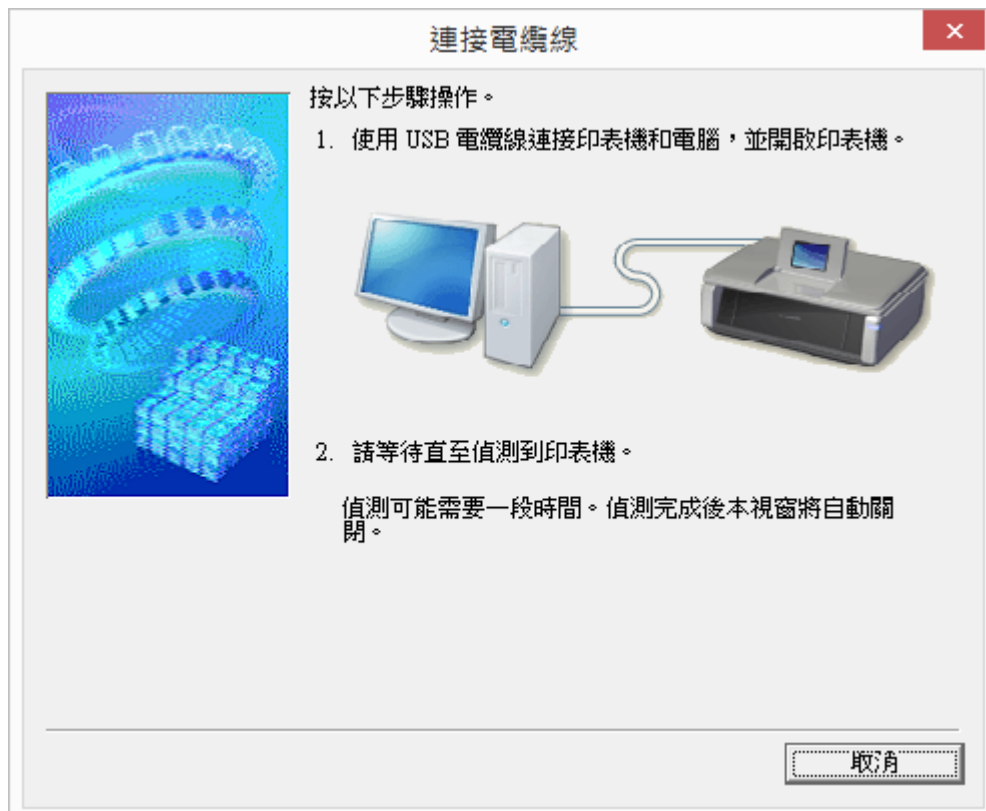 連接電纜線
按以下步驟操作。
1. 使用 USB 電纜線連接印表機和電腦，並開啟印表機。
2. 請等待直至偵測到印表機。
偵測可能需要一段時間。偵測完成後本視窗將自動關
閉。
取消